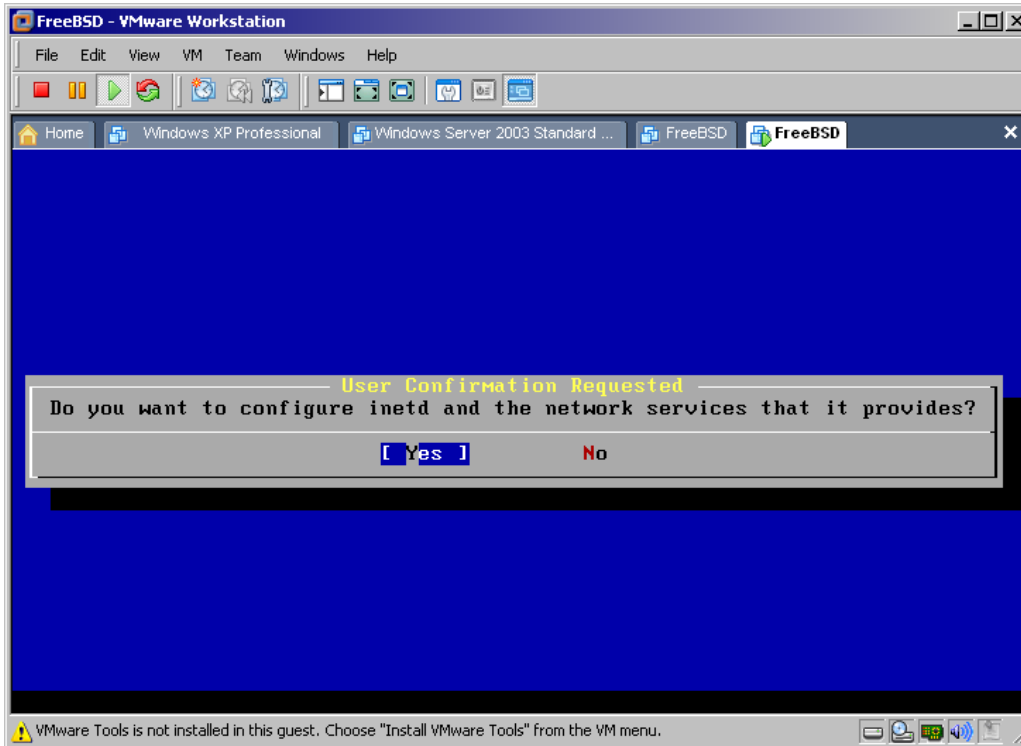 FreeBSD - VMware Workstation
File Edit View VM Team Windows Help
Home Windows XP Professional Windows Server 2003 Standard ... FreeBSD FreeBSD
User Confirmation Requested
Do you want to configure inetd and the network services that it provides?
[ Yes ] No
VMware Tools is not installed in this guest. Choose "Install VMware Tools" from the VM menu.